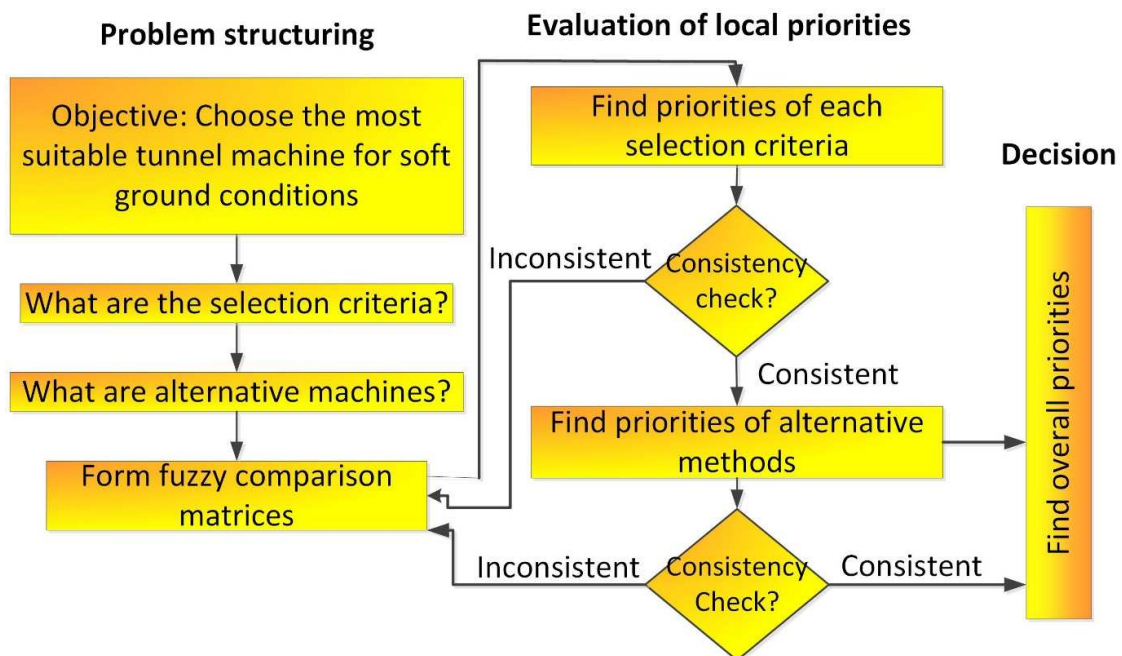 Problem structuring
Objective: Choose the most
suitable tunnel machine for soft
ground conditions
What are the selection criteria?
What are alternative machines?
Form fuzzy comparison
matrices
Evaluation of local priorities
Find priorities of each
selection criteria
Inconsistent
Consistency
check?
Consistent
Find priorities of alternative
methods
Inconsistent
Consistency
Check?
Consistent
Decision
Find overall priorities